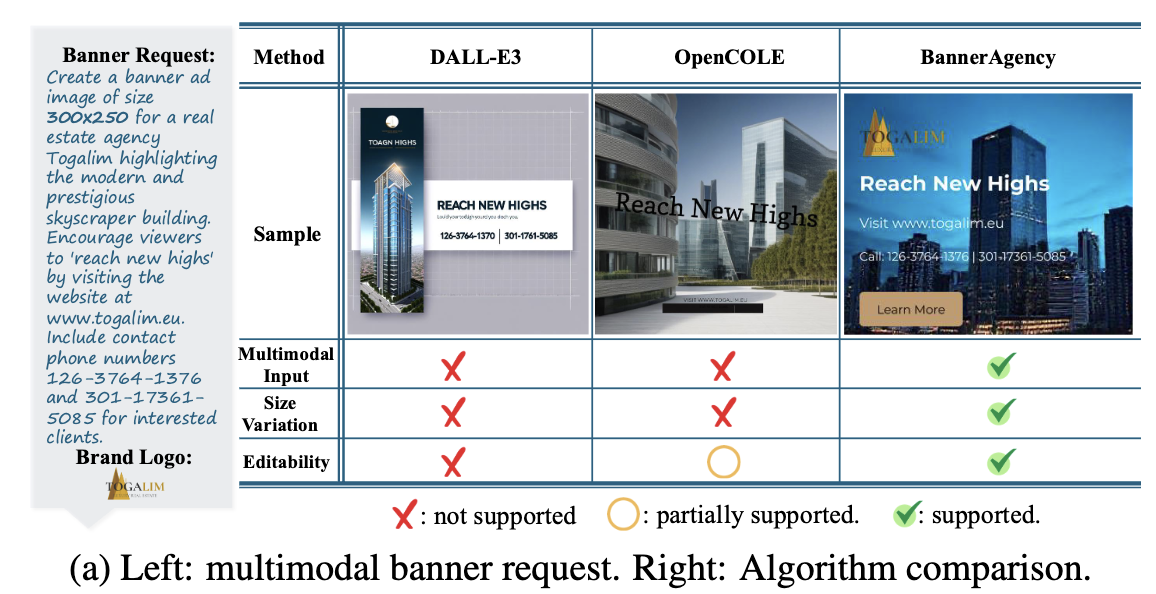 Banner Request:
Create a banner ad
image of size
300x250 for a real
estate agency
Togalim highlighting
the modern and
prestigious
skyscraper building.
Encourage viewers
to 'reach new highs'
by visiting the
website at
www.togalim.eu.
Include contact
phone numbers
126-3764-1376
and 301-17361-
5085 for interested
clients.
Brand Logo:
TOGALIM
Method
DALL-E3
OpenCOLE
BannerAgency
Sample
TOAGN HIGHS
REACH NEW HIGHS
126-3764-1370 | 301-1761-5085
Reach New Highs
VISIT WWW.TOGALIM.EU
TOGALIM
Reach New Highs
Visit www.togalim.eu
Call: 126-3764-1376 | 301-17361-5085
Learn More
Multimodal
Input
Size
Variation
Editability
: not supported
: partially supported.
: supported.
(a) Left: multimodal banner request. Right: Algorithm comparison.